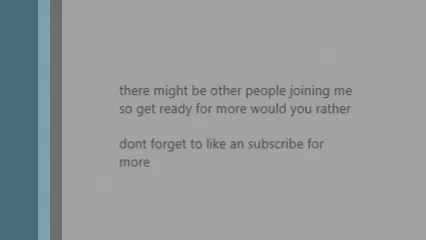 there might be other people joining me
so get ready for more would you rather
dont forget to like an subscribe for
more